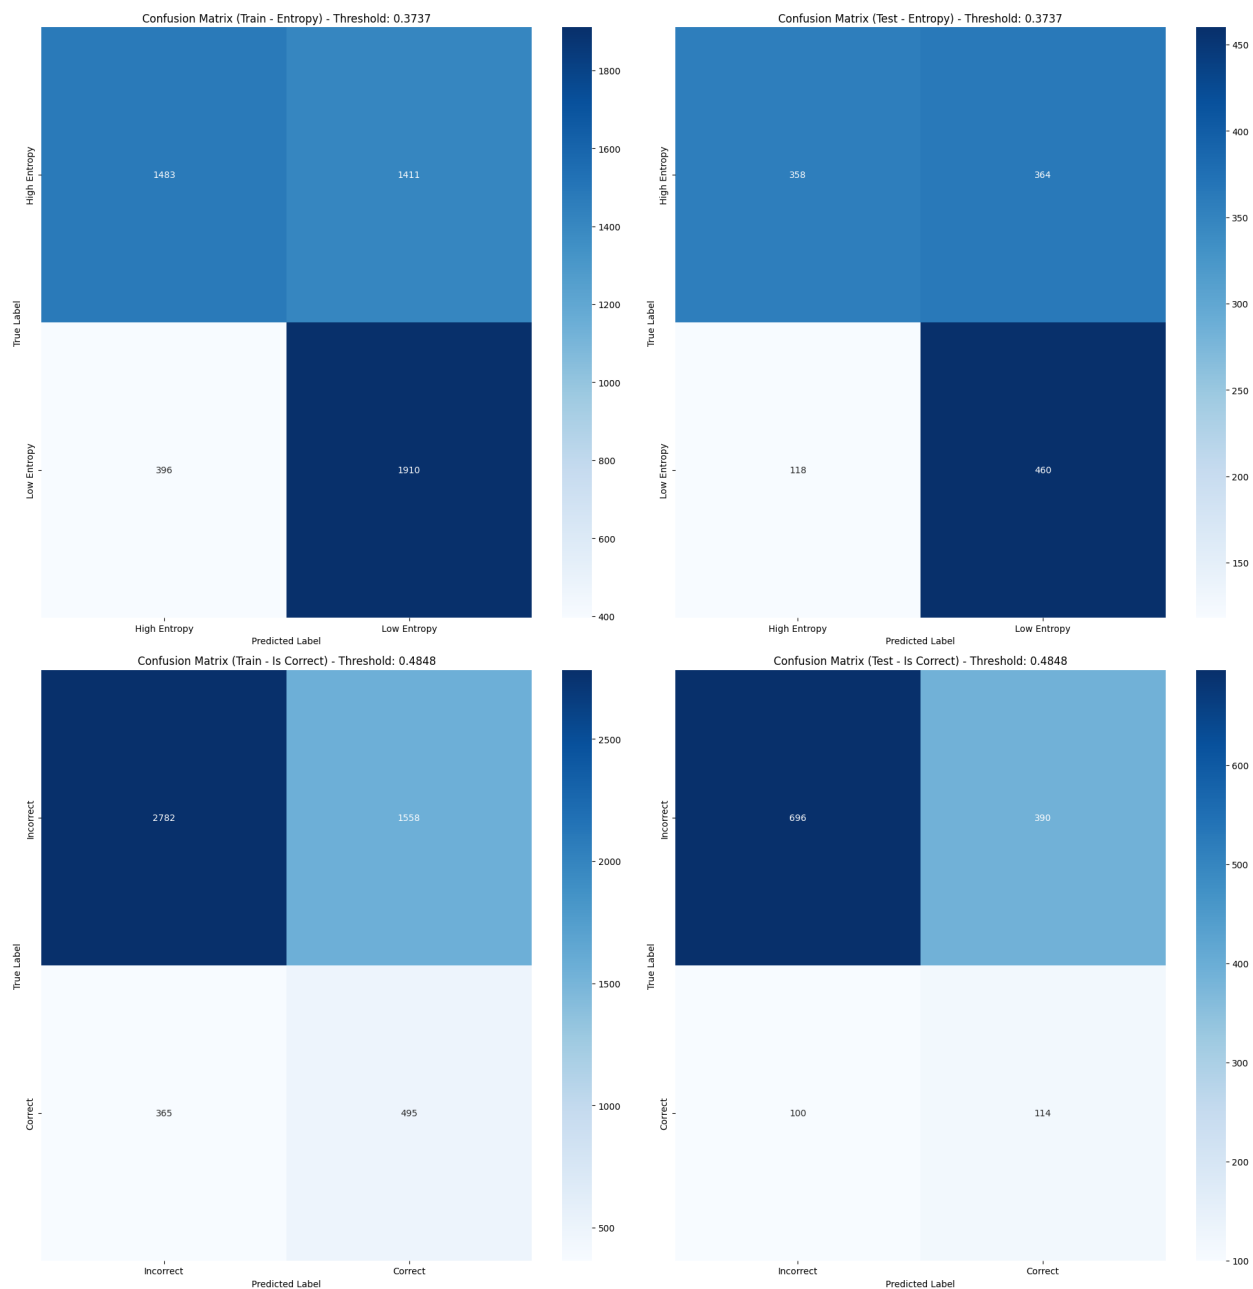 Confusion Matrix (Train - Entropy) - Threshold: 0.3737
High Entropy
1483
1411
True Label
Low Entropy
396
1910
High Entropy
Low Entropy
Predicted Label
1800
1600
1400
1200
1000
800
600
400
Confusion Matrix (Test - Entropy) - Threshold: 0.3737
High Entropy
358
364
True Label
Low Entropy
118
460
High Entropy
Low Entropy
Predicted Label
450
400
350
300
250
200
150
Confusion Matrix (Train - Is Correct) - Threshold: 0.4848
Incorrect
2782
1558
True Label
Correct
365
495
Incorrect
Correct
Predicted Label
2500
2000
1500
1000
500
Confusion Matrix (Test - Is Correct) - Threshold: 0.4848
Incorrect
696
390
True Label
Correct
100
114
Incorrect
Correct
Predicted Label
600
500
400
300
200
100